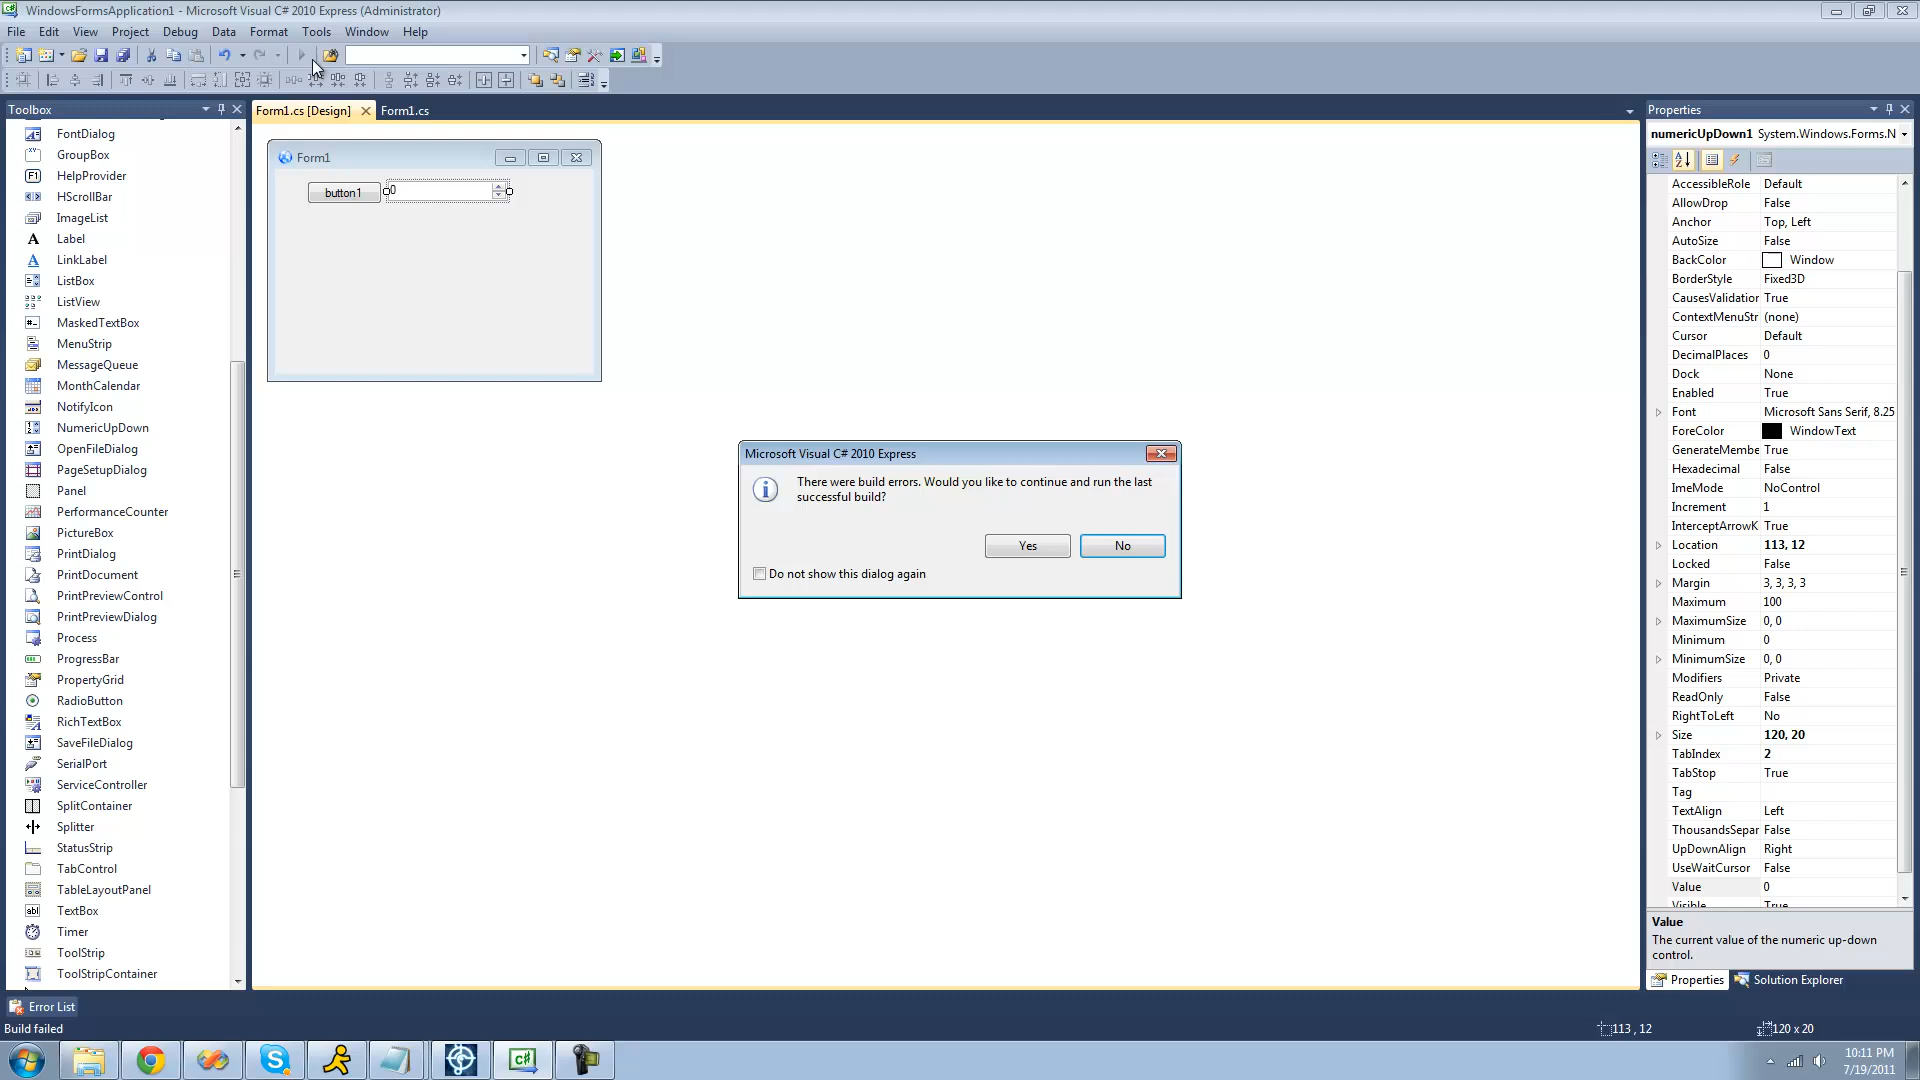 WindowsFormsApplication1 - Microsoft Visual C# 2010 Express (Administrator)
File Edit View Project Debug Data Format Tools Window Help
Toolbox
FontDialog
GroupBox
HelpProvider
HScrollBar
ImageList
Label
LinkLabel
ListBox
ListView
MaskedTextBox
MenuStrip
MessageQueue
MonthCalendar
NotifyIcon
NumericUpDown
OpenFileDialog
PageSetupDialog
Panel
PerformanceCounter
PictureBox
PrintDialog
PrintDocument
PrintPreviewControl
PrintPreviewDialog
Process
ProgressBar
PropertyGrid
RadioButton
RichTextBox
SaveFileDialog
SerialPort
ServiceController
SplitContainer
Splitter
StatusStrip
TabControl
TableLayoutPanel
TextBox
Timer
ToolStrip
ToolStripContainer
Form1.cs [Design] Form1.cs
Form1
button1 0
Microsoft Visual C# 2010 Express
There were build errors. Would you like to continue and run the last
successful build?
Yes No
Do not show this dialog again
Properties
numericUpDown1 System.Windows.Forms.N
AccessibleRole Default
AllowDrop False
Anchor Top, Left
AutoSize False
BackColor Window
BorderStyle Fixed3D
CausesValidation True
ContextMenuStr (none)
Cursor Default
DecimalPlaces 0
Dock None
Enabled True
Font Microsoft Sans Serif, 8.25
ForeColor WindowText
GenerateMembe True
Hexadecimal False
ImeMode NoControl
Increment 1
InterceptArrowK True
Location 113, 12
Locked False
Margin 3, 3, 3, 3
Maximum 100
MaximumSize 0, 0
Minimum 0
MinimumSize 0, 0
Modifiers Private
ReadOnly False
RightToLeft No
Size 120, 20
TabIndex 2
TabStop True
Tag
TextAlign Left
ThousandsSepar False
UpDownAlign Right
UseWaitCursor False
Value 0
Visible True
Value
The current value of the numeric up-down
control.
Properties Solution Explorer
Error List
Build failed
113 , 12 120 x 20
10:11 PM
7/19/2011